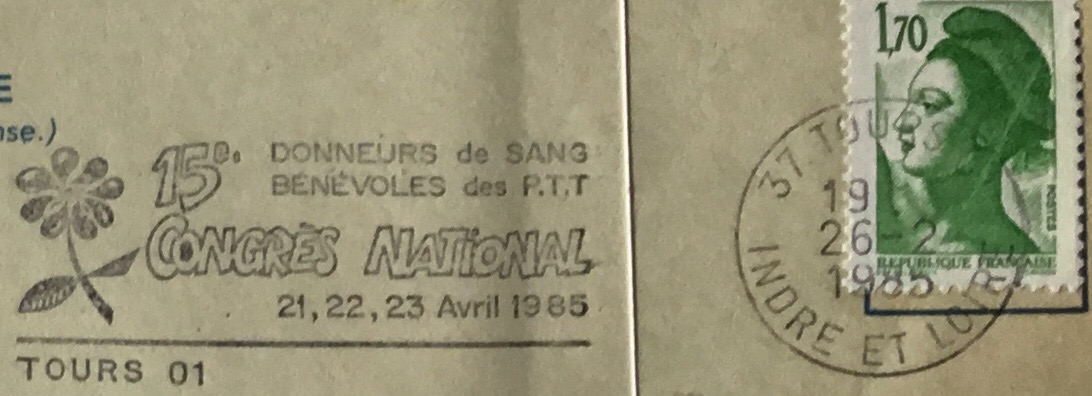 E
nse.)
15e. DONNEURS de SANG
BÉNÉVOLES des P.T.T
CONGRÈS NATIONAL
21, 22, 23 Avril 1985
TOURS 01
1,70
POSTES
REPUBLIQUE FRANÇAISE
37 TOURS
19
26-2
1985
INDRE ET LOIRE